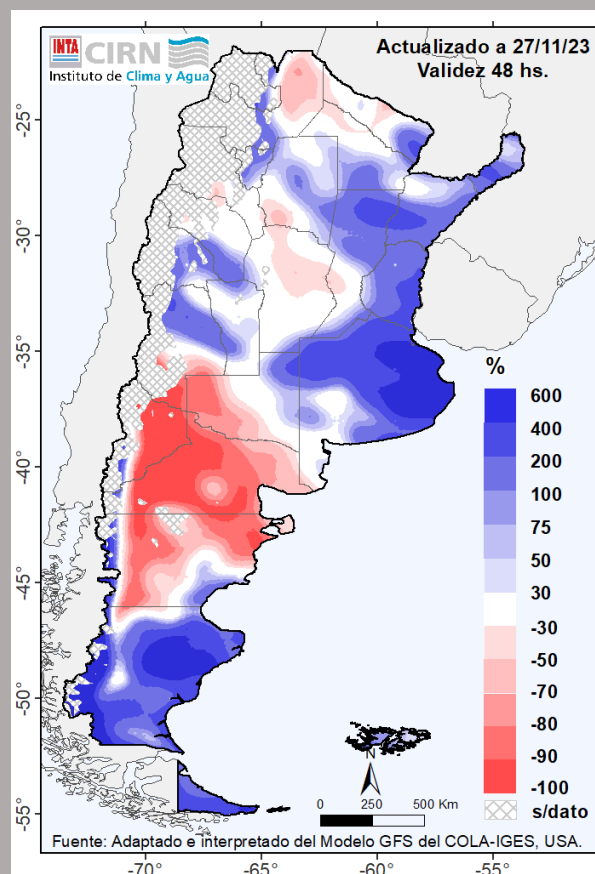 INTA CIRN
Instituto de Clima y Agua
Actualizado a 27/11/23
Validez 48 hs.
-25°
-30°
-35°
-40°
-45°
-50°
-55°
%
600
400
200
100
75
50
30
-30
-50
-70
-80
-90
-100
s/dato
N
0 250 500 Km
Fuente: Adaptado e interpretado del Modelo GFS del COLA-IGES, USA.
-70° -65° -60° -55°